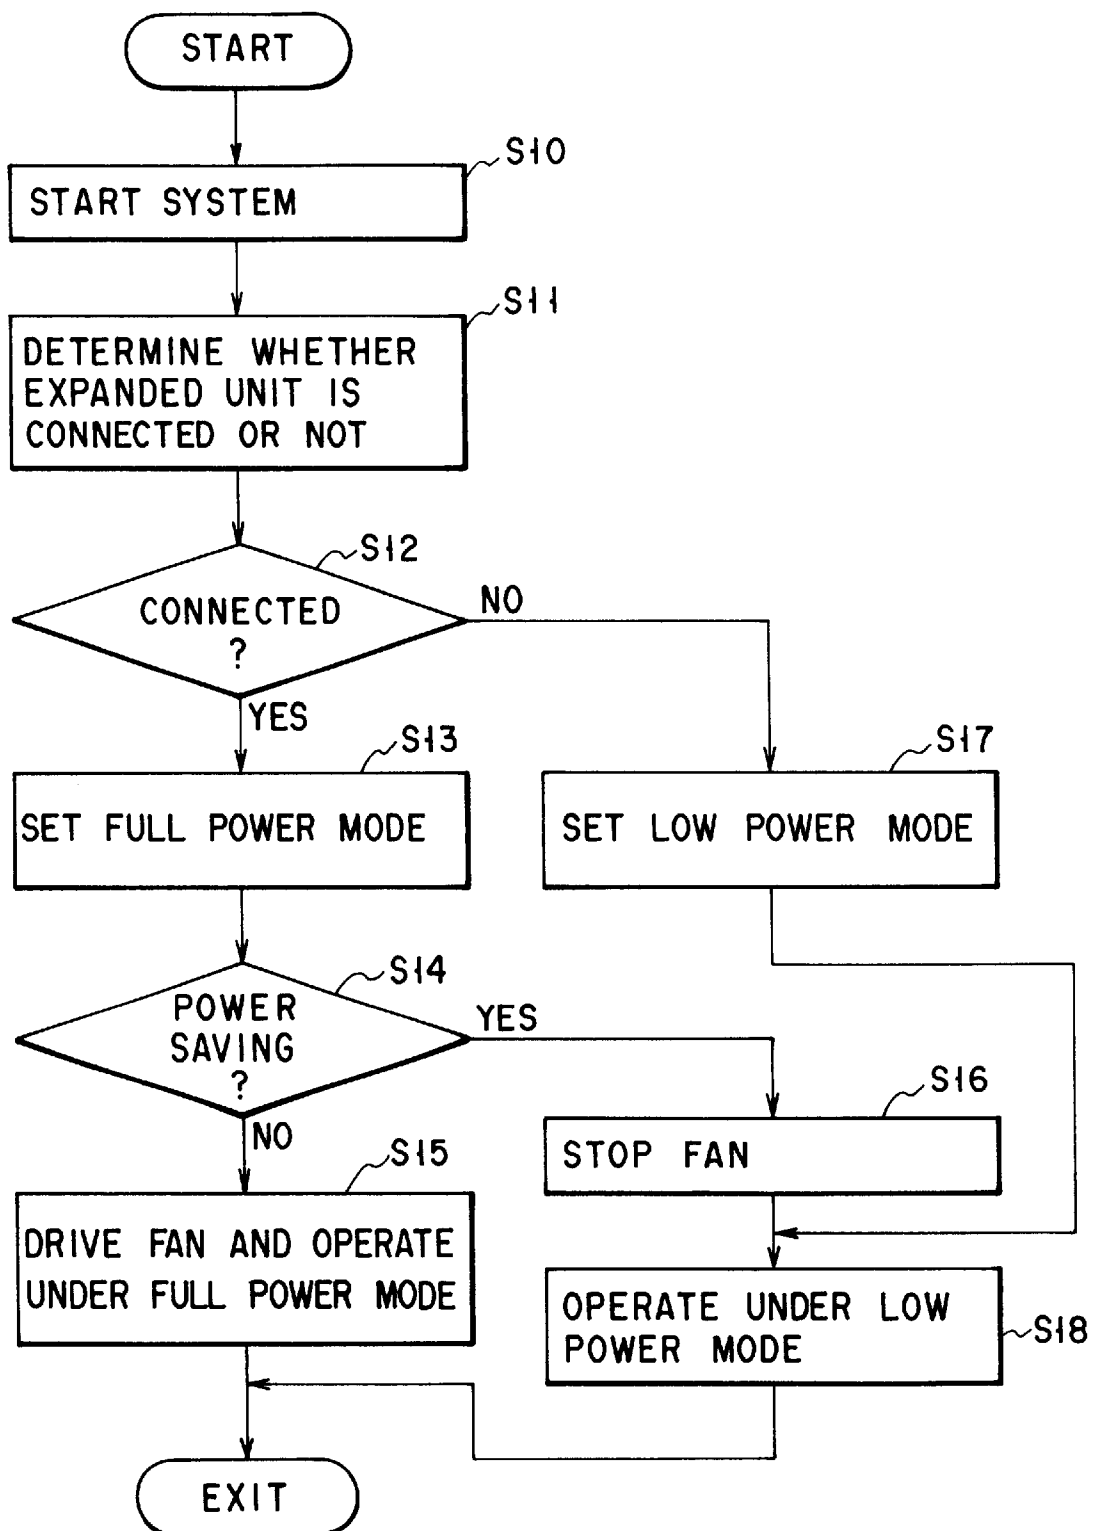 START
S10
START SYSTEM
S11
DETERMINE WHETHER
EXPANDED UNIT IS
CONNECTED OR NOT
S12
CONNECTED
?
NO
YES
S13
SET FULL POWER MODE
S17
SET LOW POWER MODE
S14
POWER
SAVING
?
YES
NO
S16
STOP FAN
S15
DRIVE FAN AND OPERATE
UNDER FULL POWER MODE
OPERATE UNDER LOW
POWER MODE
S18
EXIT